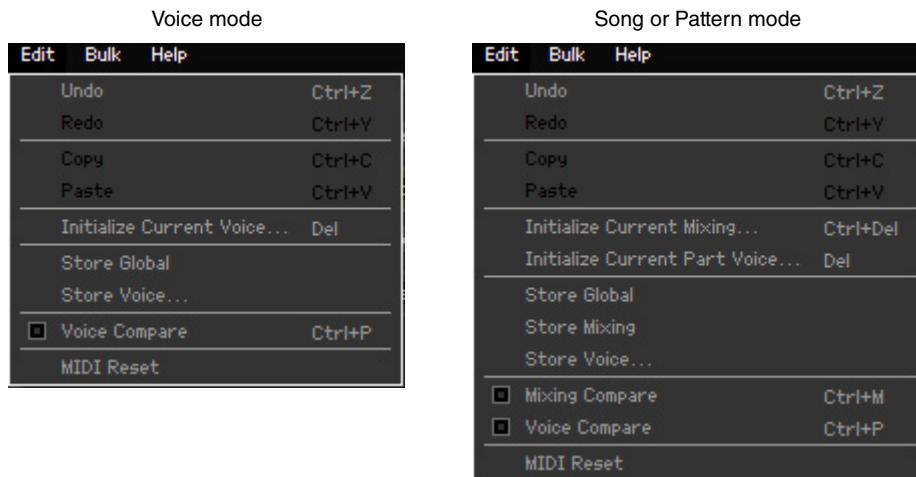 Voice mode
Edit Bulk Help
Undo Ctrl+Z
Redo Ctrl+Y
Copy Ctrl+C
Paste Ctrl+V
Initialize Current Voice... Del
Store Global
Store Voice...
Voice Compare Ctrl+P
MIDI Reset
Song or Pattern mode
Edit Bulk Help
Undo Ctrl+Z
Redo Ctrl+Y
Copy Ctrl+C
Paste Ctrl+V
Initialize Current Mixing... Ctrl+Del
Initialize Current Part Voice... Del
Store Global
Store Mixing
Store Voice...
Mixing Compare Ctrl+M
Voice Compare Ctrl+P
MIDI Reset